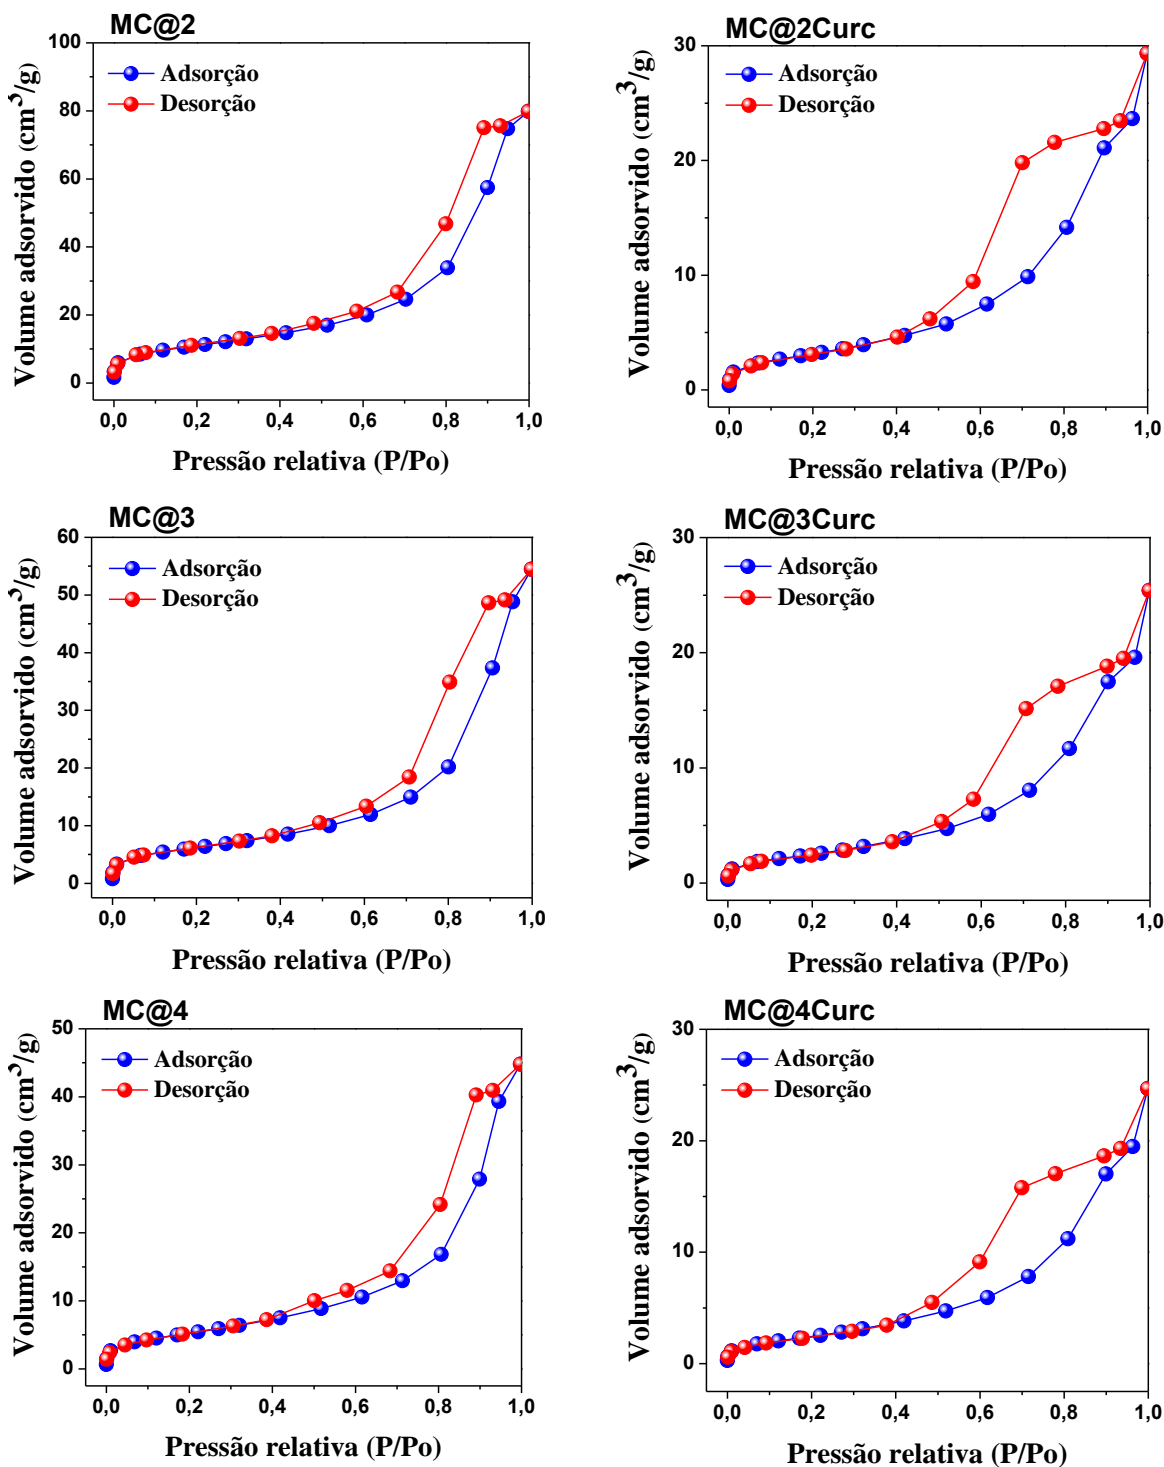 MC@2
Volume adsorvido (cm³/g)
100
80
60
40
20
0
Adsorção
Desorção
0,0 0,2 0,4 0,6 0,8 1,0
Pressão relativa (P/Po)
MC@2Curc
Volume adsorvido (cm³/g)
30
20
10
0
Adsorção
Desorção
0,0 0,2 0,4 0,6 0,8 1,0
Pressão relativa (P/Po)
MC@3
Volume adsorvido (cm³/g)
60
50
40
30
20
10
0
Adsorção
Desorção
0,0 0,2 0,4 0,6 0,8 1,0
Pressão relativa (P/Po)
MC@3Curc
Volume adsorvido (cm³/g)
30
20
10
0
Adsorção
Desorção
0,0 0,2 0,4 0,6 0,8 1,0
Pressão relativa (P/Po)
MC@4
Volume adsorvido (cm³/g)
50
40
30
20
10
0
Adsorção
Desorção
0,0 0,2 0,4 0,6 0,8 1,0
Pressão relativa (P/Po)
MC@4Curc
Volume adsorvido (cm³/g)
30
20
10
0
Adsorção
Desorção
0,0 0,2 0,4 0,6 0,8 1,0
Pressão relativa (P/Po)